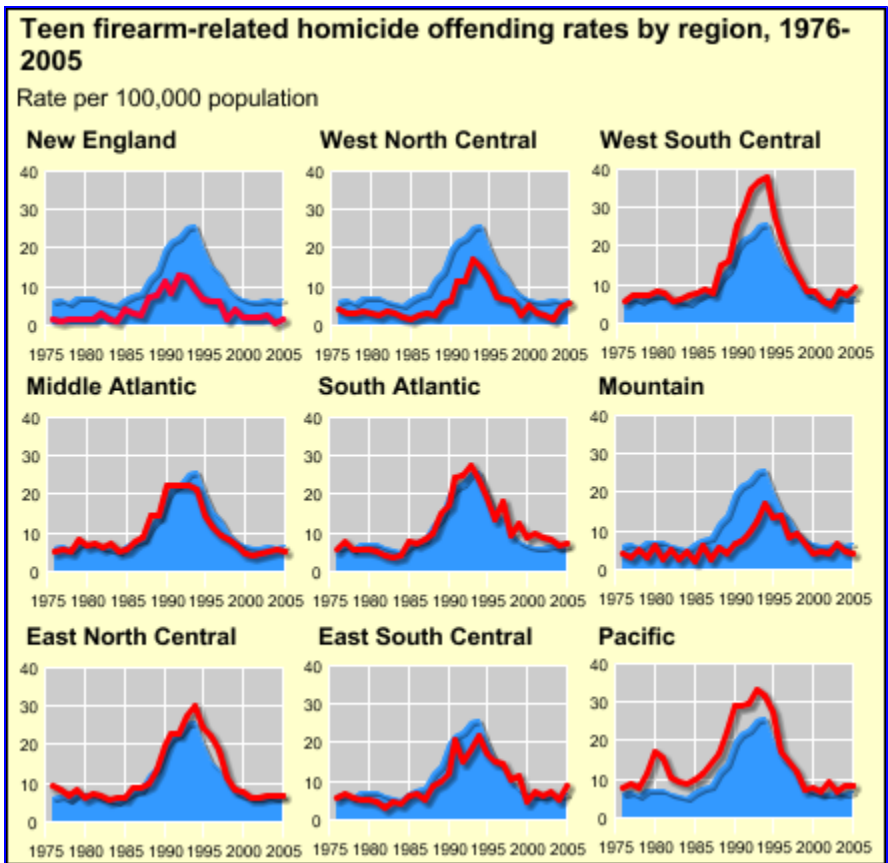 Teen firearm-related homicide offending rates by region, 1976-
2005
Rate per 100,000 population
New England
West North Central
West South Central
40
30
20
10
0
1975 1980 1985 1990 1995 2000 2005
40
30
20
10
0
1975 1980 1985 1990 1995 2000 2005
40
30
20
10
0
1975 1980 1985 1990 1995 2000 2005
Middle Atlantic
South Atlantic
Mountain
40
30
20
10
0
1975 1980 1985 1990 1995 2000 2005
40
30
20
10
0
1975 1980 1985 1990 1995 2000 2005
40
30
20
10
0
1975 1980 1985 1990 1995 2000 2005
East North Central
East South Central
Pacific
40
30
20
10
0
1975 1980 1985 1990 1995 2000 2005
40
30
20
10
0
1975 1980 1985 1990 1995 2000 2005
40
30
20
10
0
1975 1980 1985 1990 1995 2000 2005